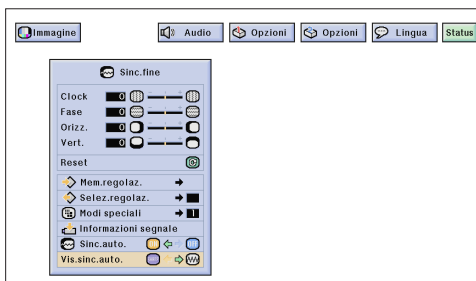 Immagine Audio Opzioni Opzioni Lingua Status
Sinc.fine
Clock 0
Fase 0
Orizz. 0
Vert. 0
Reset
Mem.regolaz.
Selez.regolaz.
Modi speciali 1
Informazioni segnale
Sinc.auto.
Vis.sinc.auto.